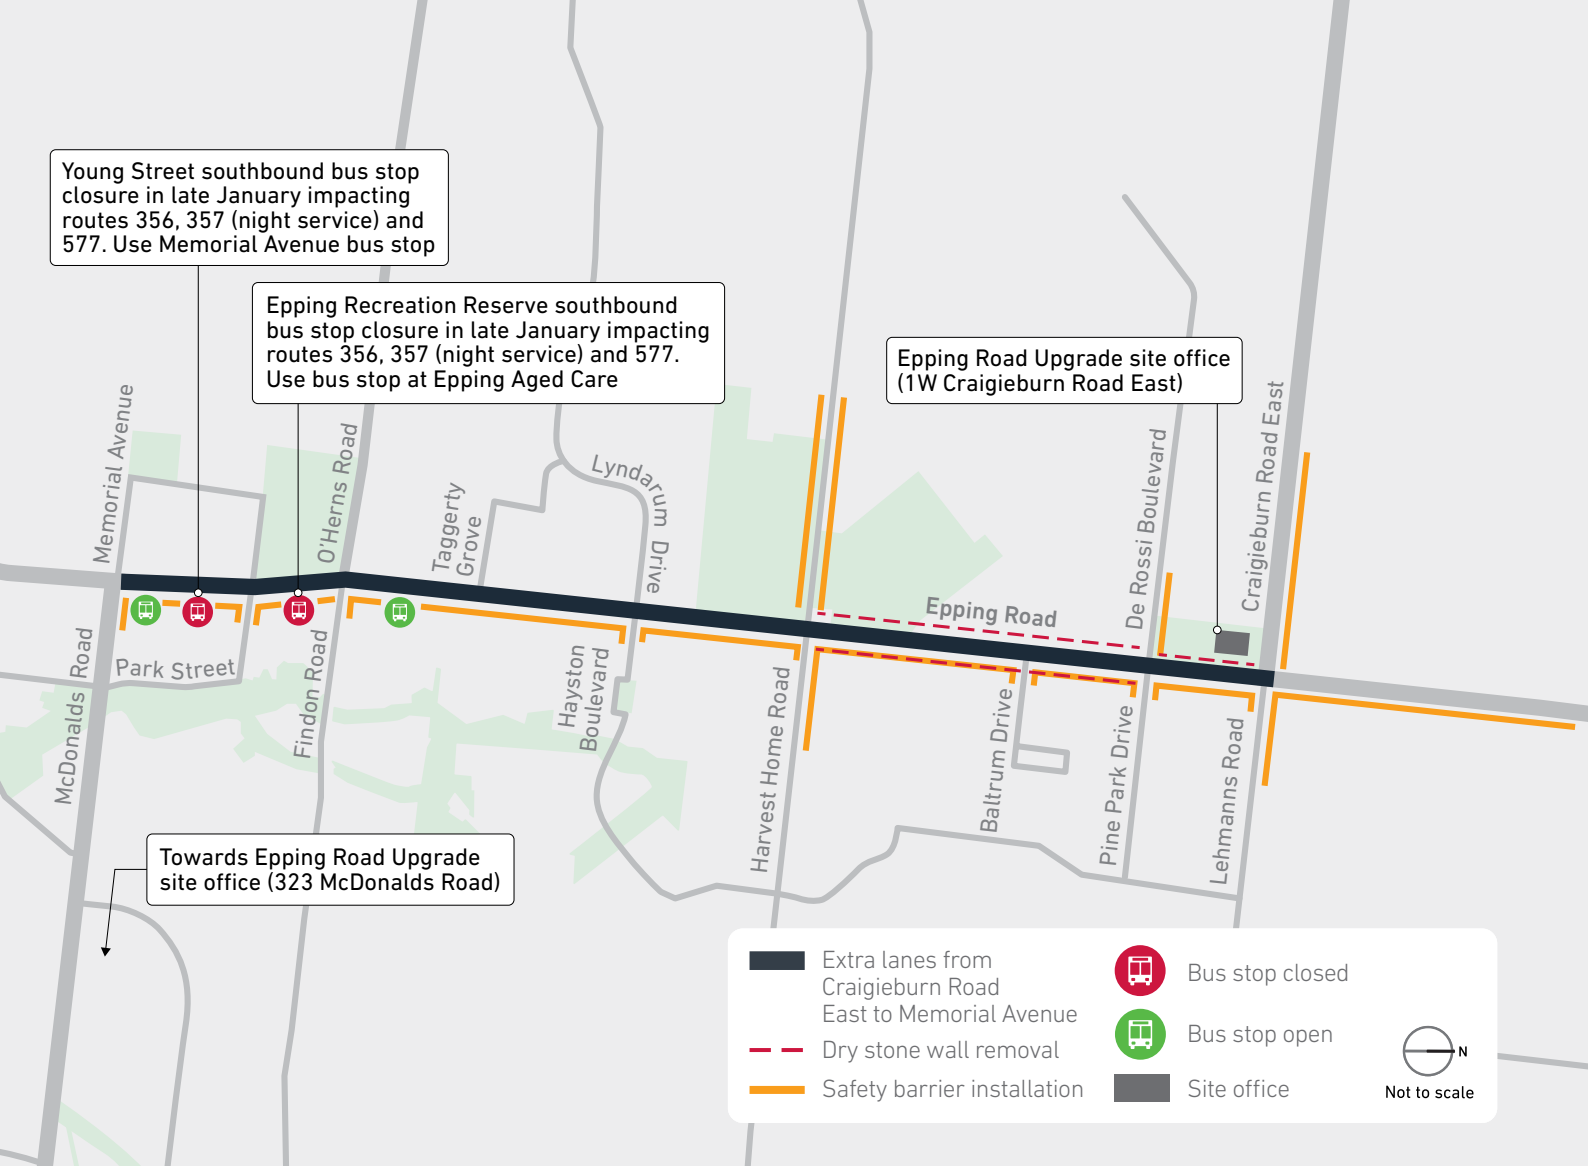 Young Street southbound bus stop
closure in late January impacting
routes 356, 357 (night service) and
577. Use Memorial Avenue bus stop
Epping Recreation Reserve southbound
bus stop closure in late January impacting
routes 356, 357 (night service) and 577.
Use bus stop at Epping Aged Care
Epping Road Upgrade site office
(1W Craigieburn Road East)
Memorial Avenue
O'Herns Road
Taggerty
Grove
Lyndarum Drive
De Rossi Boulevard
Craigieburn Road East
Epping Road
McDonalds Road
Park Street
Findon Road
Hayston
Boulevard
Harvest Home Road
Baltrum Drive
Pine Park Drive
Lehmanns Road
Towards Epping Road Upgrade
site office (323 McDonalds Road)
Extra lanes from
Craigieburn Road
East to Memorial Avenue
Dry stone wall removal
Safety barrier installation
Bus stop closed
Bus stop open
Site office
N
Not to scale